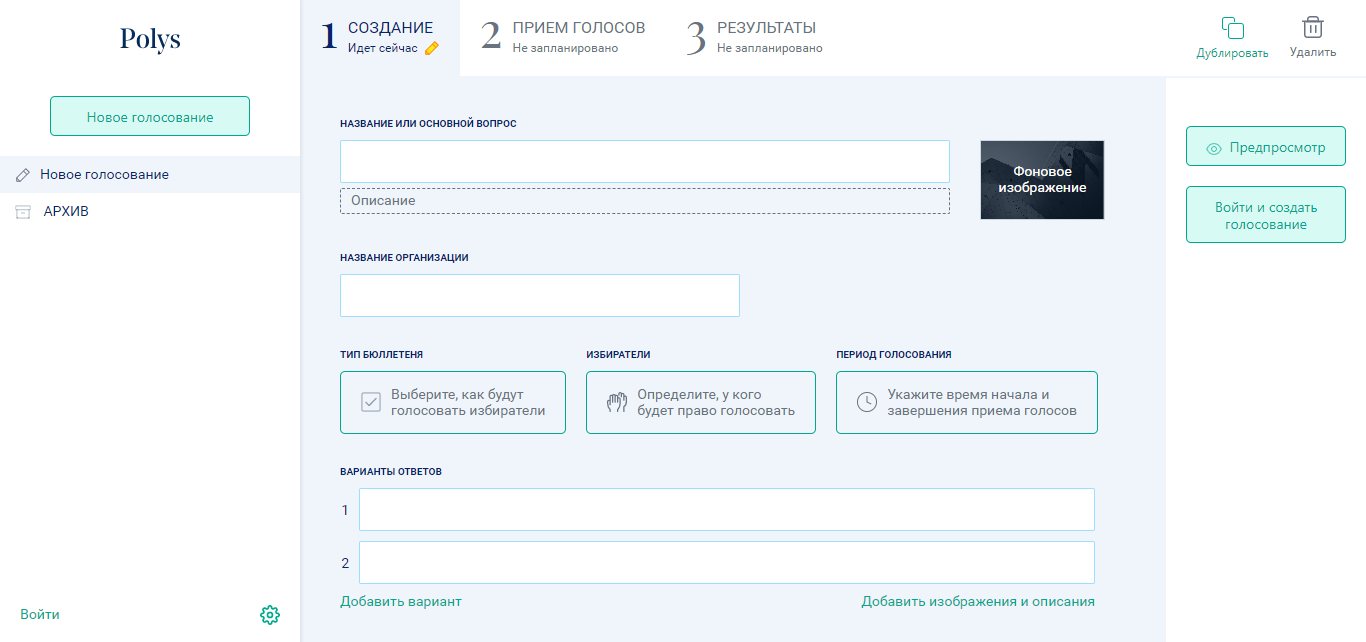 Polys
Новое голосование
Новое голосование
АРХИВ
Войти
1 СОЗДАНИЕ
Идет сейчас
2 ПРИЕМ ГОЛОСОВ
Не запланировано
3 РЕЗУЛЬТАТЫ
Не запланировано
Дублировать
Удалить
НАЗВАНИЕ ИЛИ ОСНОВНОЙ ВОПРОС
Описание
Фоновое
изображение
НАЗВАНИЕ ОРГАНИЗАЦИИ
ТИП БЮЛЛЕТЕНЯ
Выберите, как будут
голосовать избиратели
ИЗБИРАТЕЛИ
Определите, у кого
будет право голосовать
ПЕРИОД ГОЛОСОВАНИЯ
Укажите время начала и
завершения приема голосов
ВАРИАНТЫ ОТВЕТОВ
1
2
Добавить вариант
Добавить изображения и описания
Предпросмотр
Войти и создать
голосование